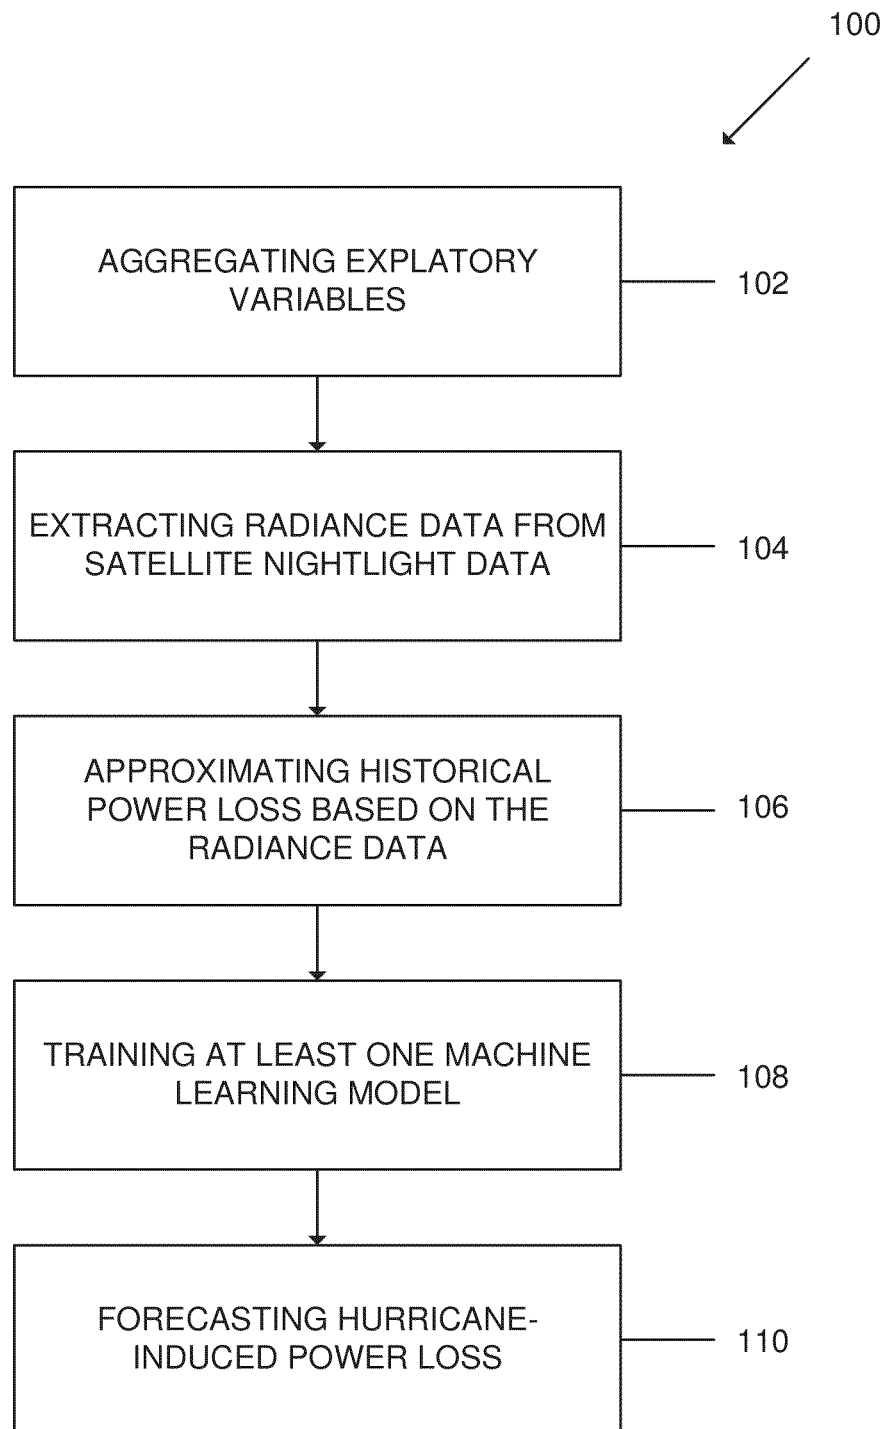 100
AGGREGATING EXPLATORY
VARIABLES
102
EXTRACTING RADIANCE DATA FROM
SATELLITE NIGHTLIGHT DATA
104
APPROXIMATING HISTORICAL
POWER LOSS BASED ON THE
RADIANCE DATA
106
TRAINING AT LEAST ONE MACHINE
LEARNING MODEL
108
FORECASTING HURRICANE-
INDUCED POWER LOSS
110